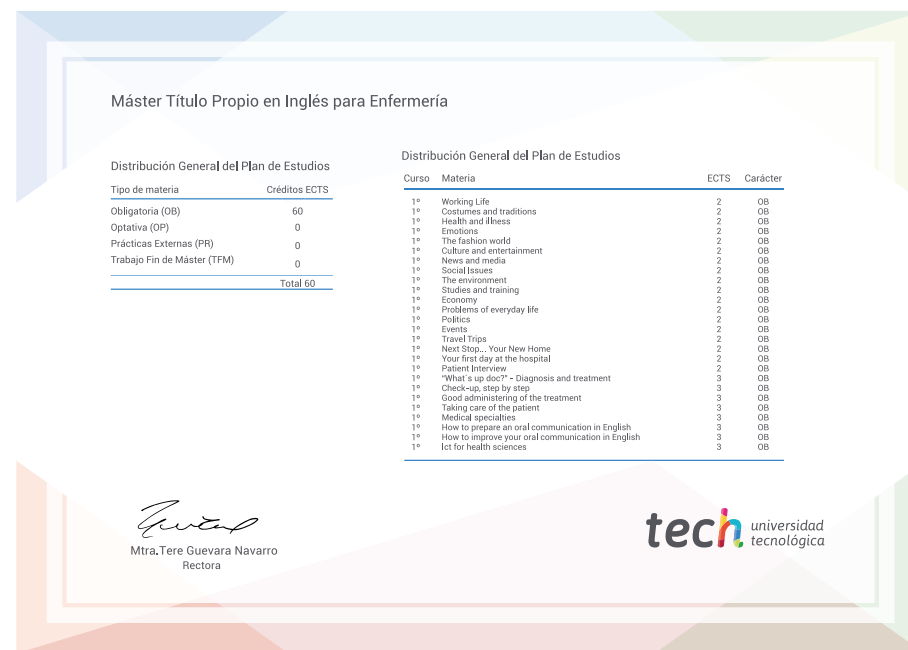 Máster Título Propio en Inglés para Enfermería
Distribución General del Plan de Estudios
Tipo de materia Créditos ECTS
Obligatoria (OB) 60
Optativa (OP) 0
Prácticas Externas (PR) 0
Trabajo Fin de Máster (TFM) 0
Total 60
Distribución General del Plan de Estudios
Curso Materia ECTS Carácter
1º Working Life 2 OB
1º Costumes and traditions 2 OB
1º Health and illness 2 OB
1º Emotions 2 OB
1º The fashion world 2 OB
1º Culture and entertainment 2 OB
1º News and media 2 OB
1º Social Issues 2 OB
1º The environment 2 OB
1º Studies and training 2 OB
1º Economy 2 OB
1º Problems of everyday life 2 OB
1º Politics 2 OB
1º Events 2 OB
1º Travel Trips 2 OB
1º Next Stop... Your New Home 2 OB
1º Your first day at the hospital 2 OB
1º Patient Interview 2 OB
1º “What´s up doc?” – Diagnosis and treatment 3 OB
1º Check-up, step by step 3 OB
1º Good administering of the treatment 3 OB
1º Taking care of the patient 3 OB
1º Medical specialties 3 OB
1º How to prepare an oral communication in English 3 OB
1º How to improve your oral communication in English 3 OB
1º Ict for health sciences 3 OB
Mtra.Tere Guevara Navarro
Rectora
tech universidad
tecnológica